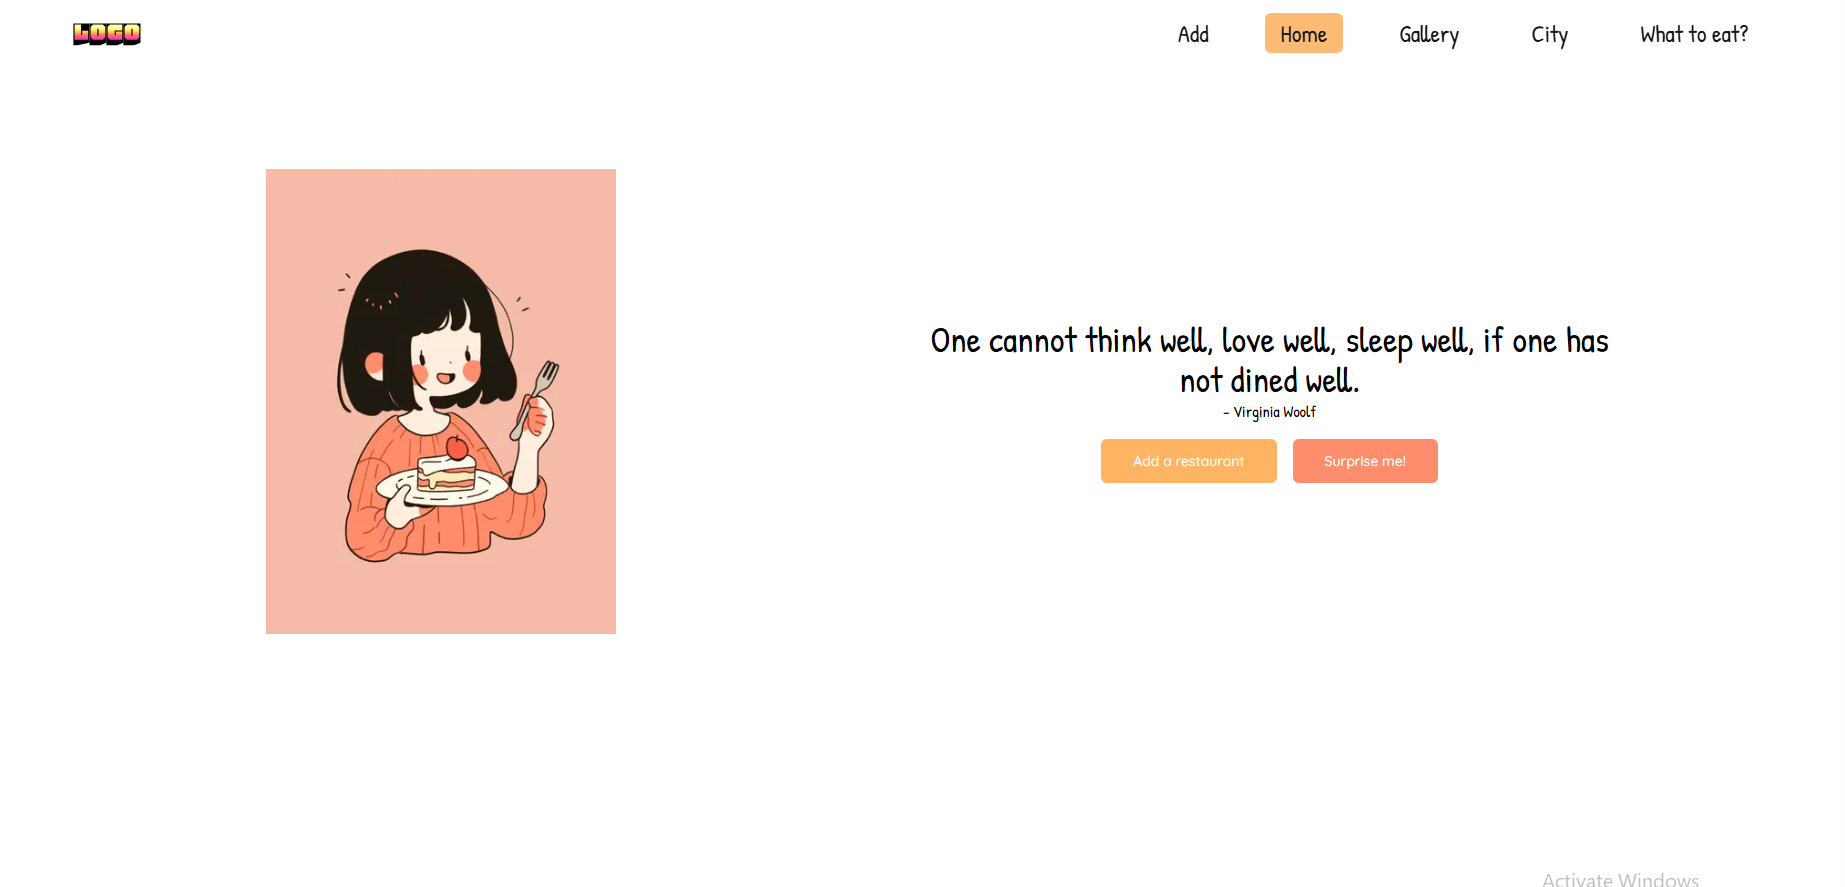 LOGO
Add Home Gallery City What to eat?
One cannot think well, love well, sleep well, if one has
not dined well.
- Virginia Woolf
Add a restaurant Surprise me!
Activate Windows